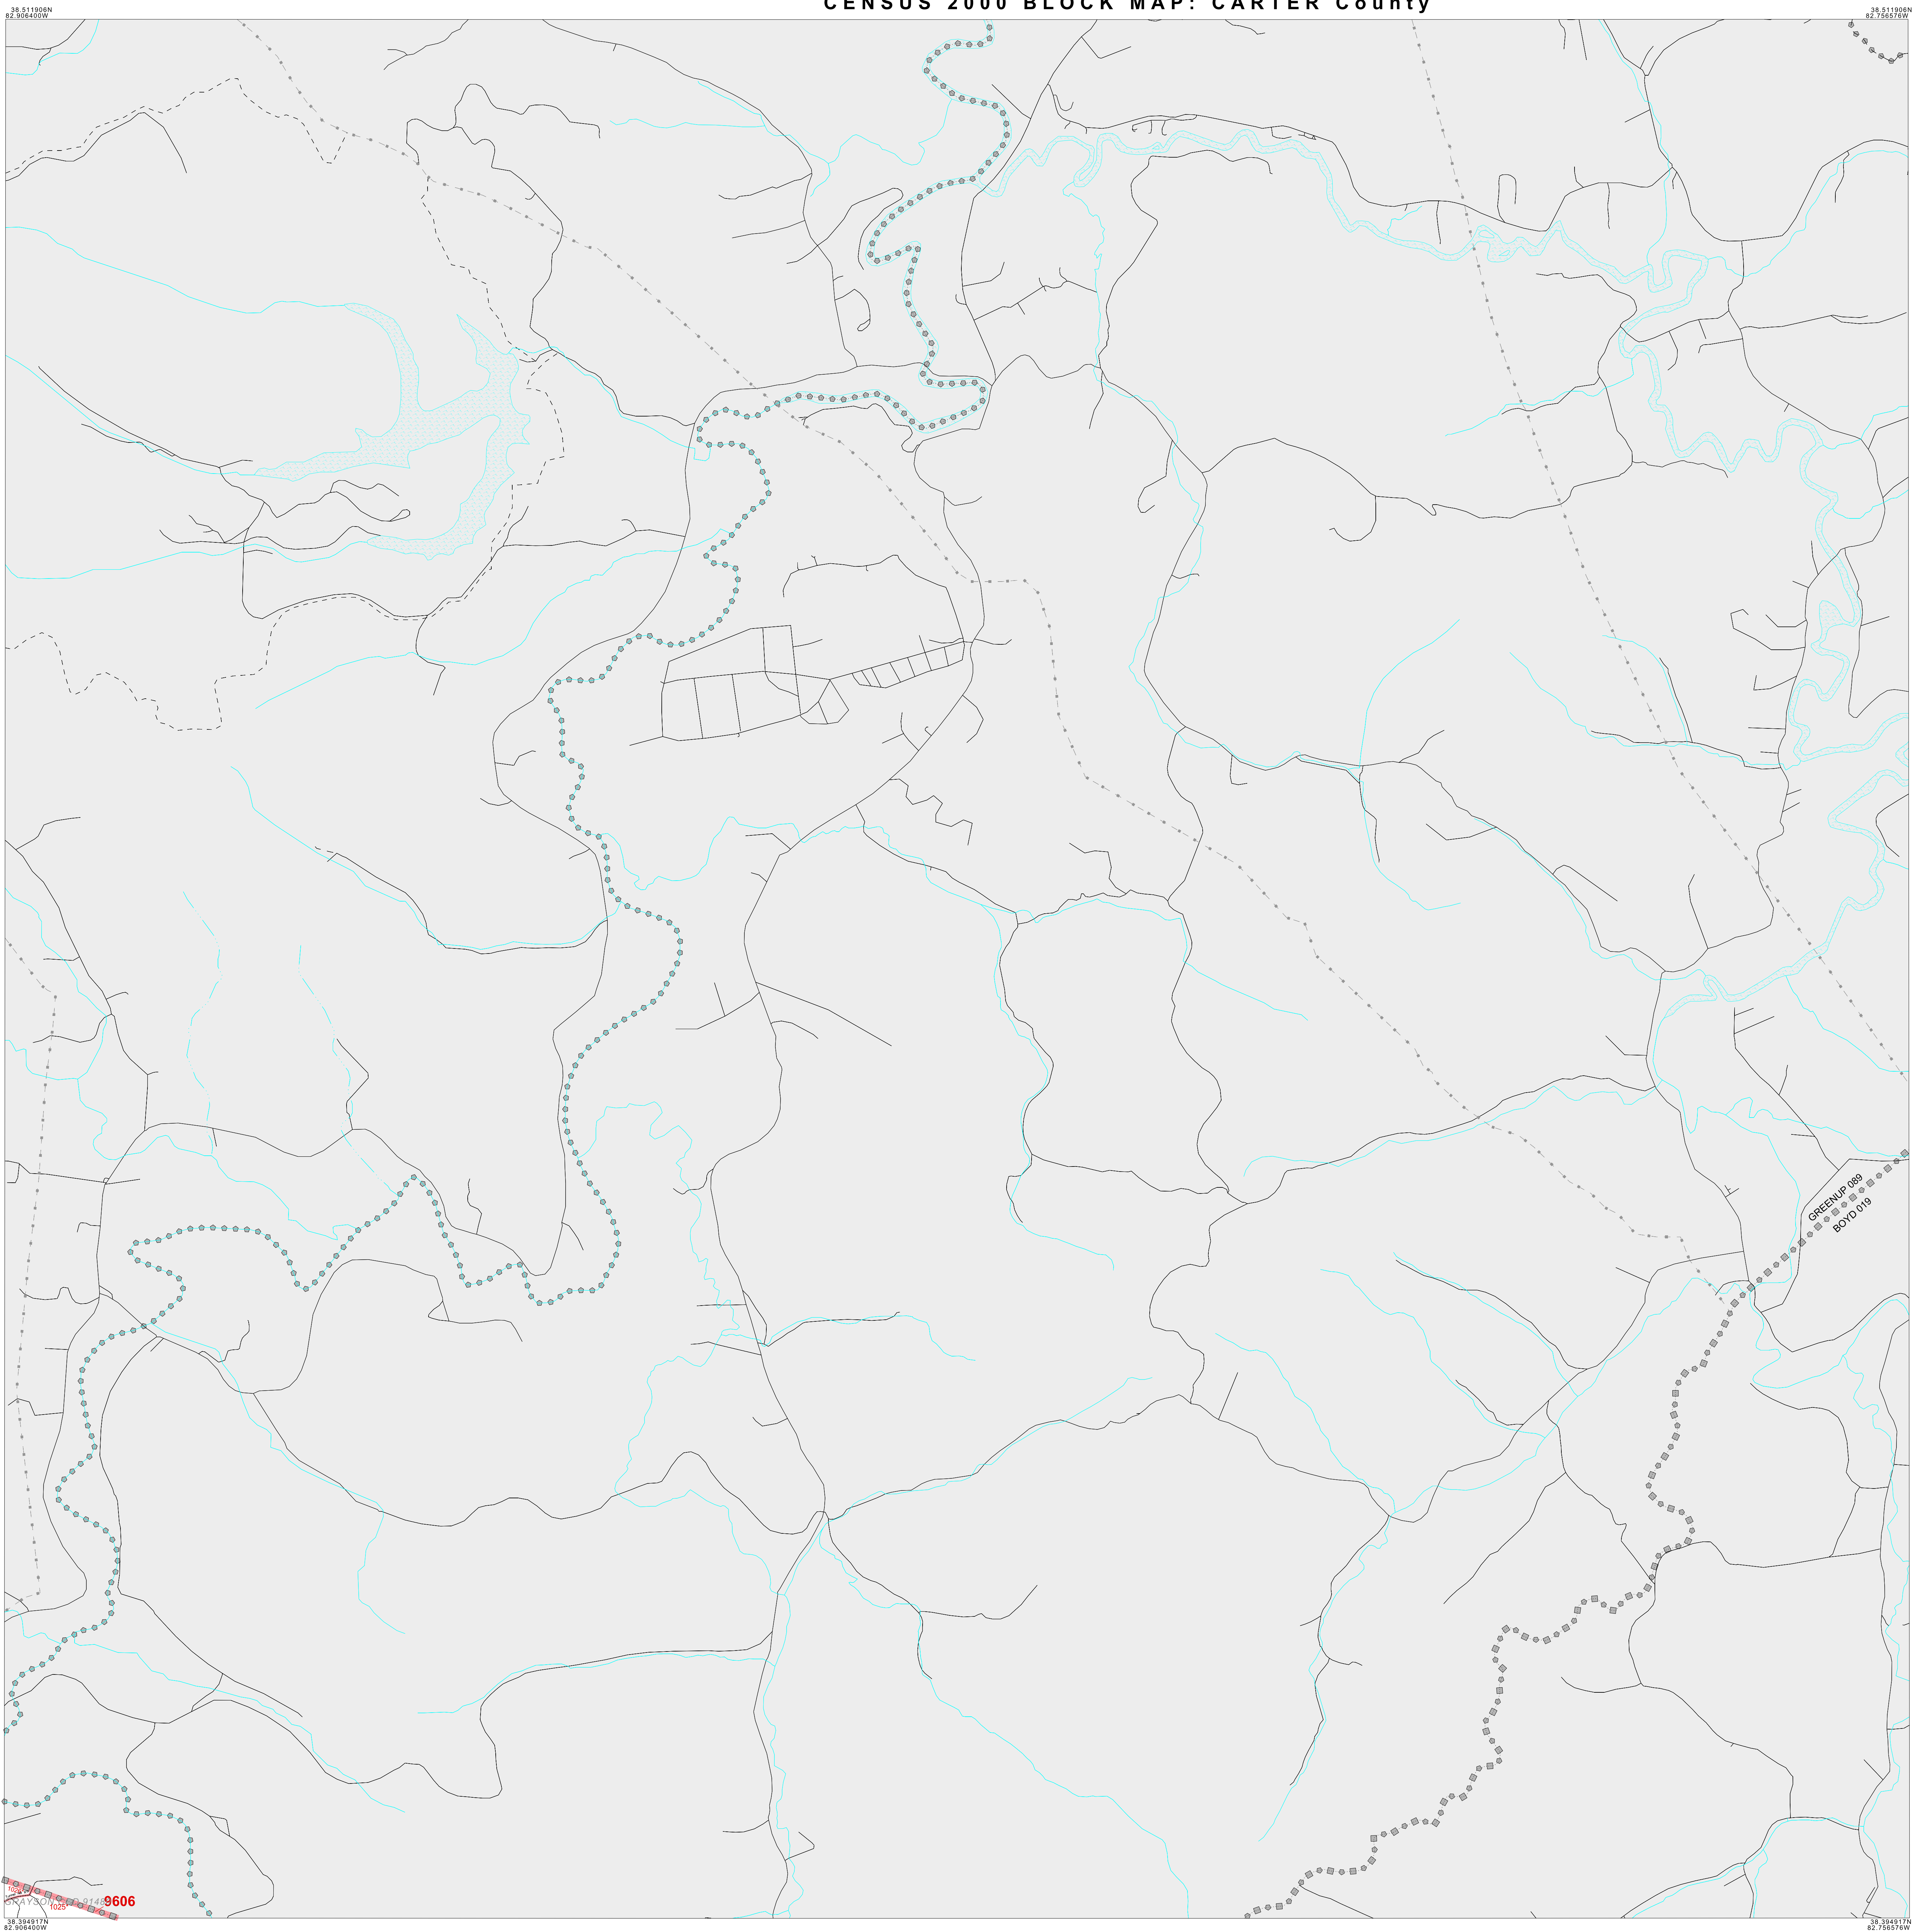 CENSUS 2000 BLOCK MAP: CARTER County
38.511906N
82.906400W
38.511906N
82.756576W
GREENUP 089
BOYD 019
9606
1025
38.394917N
82.906400W
38.394917N
82.756576W